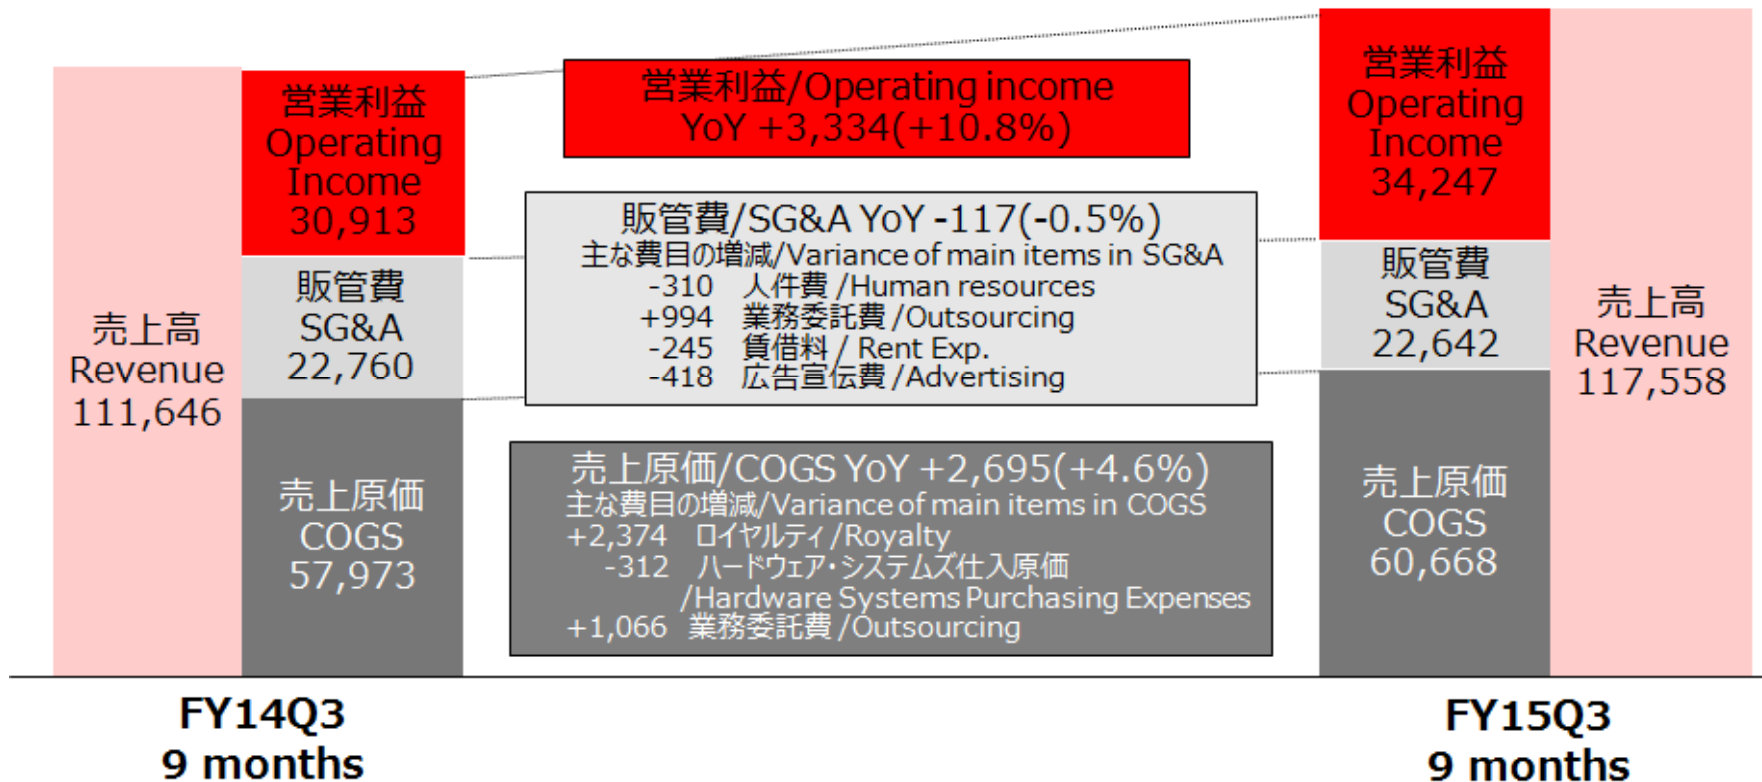 売上高
Revenue
111,646
営業利益
Operating
Income
30,913
販管費
SG&A
22,760
売上原価
COGS
57,973
営業利益/Operating income
YoY +3,334(+10.8%)
販管費/SG&A YoY -117(-0.5%)
主な費目の増減/Variance of main items in SG&A
-310 人件費 /Human resources
+994 業務委託費 /Outsourcing
-245 賃借料 / Rent Exp.
-418 広告宣伝費 /Advertising
売上原価/COGS YoY +2,695(+4.6%)
主な費目の増減/Variance of main items in COGS
+2,374 ロイヤルティ /Royalty
-312 ハードウェア・システムズ仕入原価
/Hardware Systems Purchasing Expenses
+1,066 業務委託費 /Outsourcing
営業利益
Operating
Income
34,247
販管費
SG&A
22,642
売上原価
COGS
60,668
売上高
Revenue
117,558
FY14Q3
9 months
FY15Q3
9 months